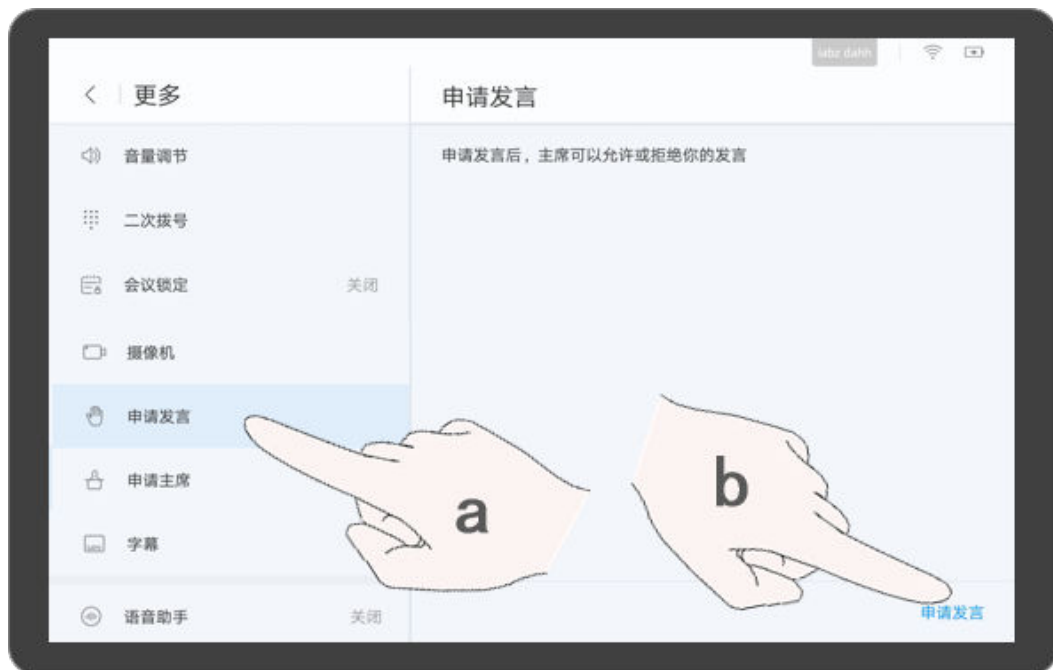 更多
申请发言
音量调节
申请发言后，主席可以允许或拒绝你的发言
二次拨号
会议锁定 关闭
摄像机
申请发言
申请主席
字幕
a
b
语音助手 关闭
申请发言